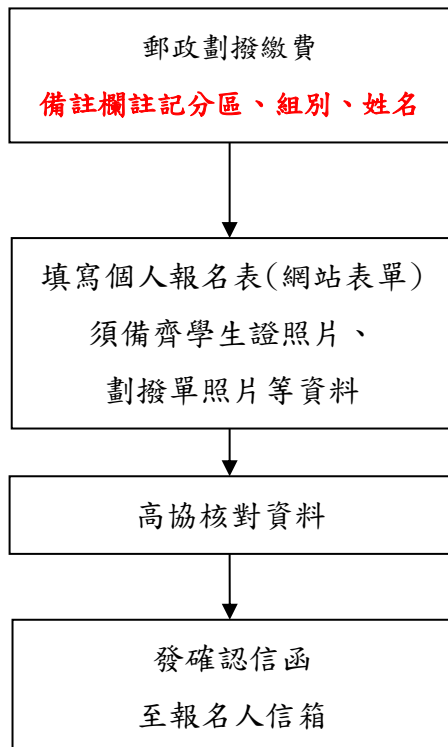 郵政劃撥繳費
備註欄註記分區、組別、姓名
填寫個人報名表(網站表單)
須備齊學生證照片、
劃撥單照片等資料
高協核對資料
發確認信函
至報名人信箱